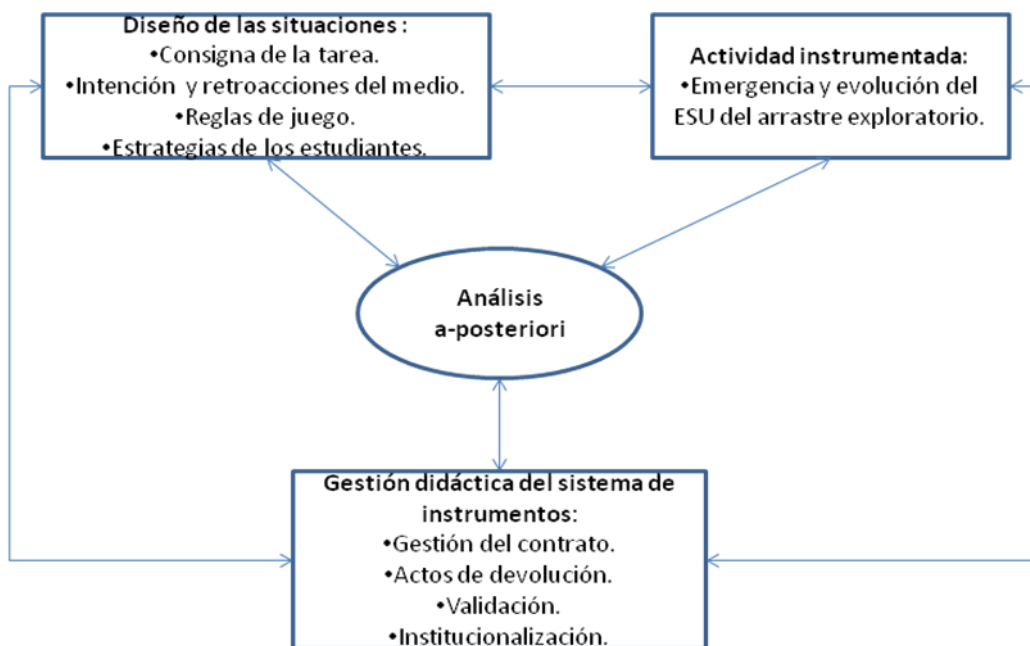 Diseño de las situaciones :
•Consigna de la tarea.
•Intención y retroacciones del medio.
•Reglas de juego.
•Estrategias de los estudiantes.
Actividad instrumentada:
•Emergencia y evolución del
ESU del arrastre exploratorio.
Análisis
a-posteriori
Gestión didáctica del sistema de
instrumentos:
•Gestión del contrato.
•Actos de devolución.
•Validación.
•Institucionalización.